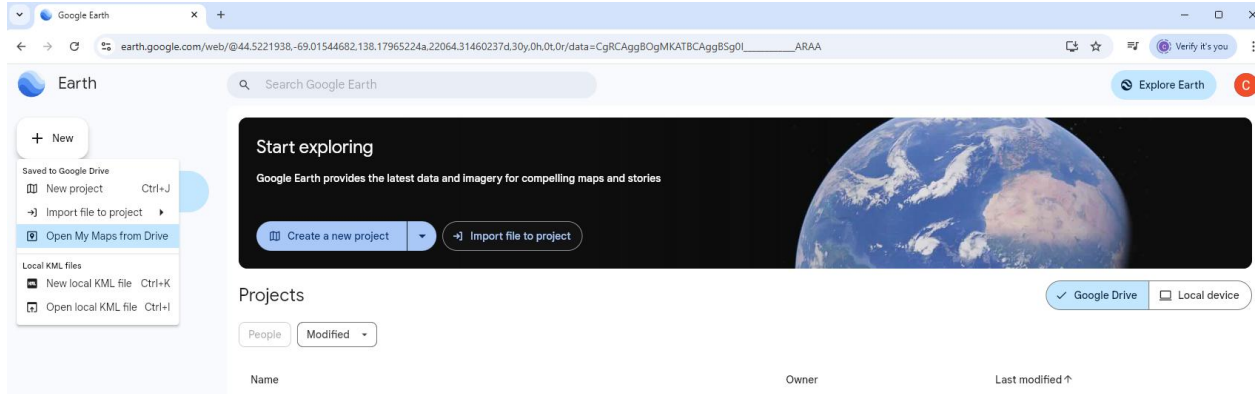 Google Earth
earth.google.com/web/@44.5221938,-69.01544682,138.17965224a,22064.31460237d,30y,0h,0t,0r/data=CgRCAggBOgMKATBCAggBSg0I___________ARAA
Verify it's you
Earth
Search Google Earth
Explore Earth
C
+ New
Saved to Google Drive
New project Ctrl+J
Import file to project
Open My Maps from Drive
Local KML files
New local KML file Ctrl+K
Open local KML file Ctrl+I
Start exploring
Google Earth provides the latest data and imagery for compelling maps and stories
Create a new project
Import file to project
Projects
Google Drive
Local device
People
Modified
Name Owner Last modified